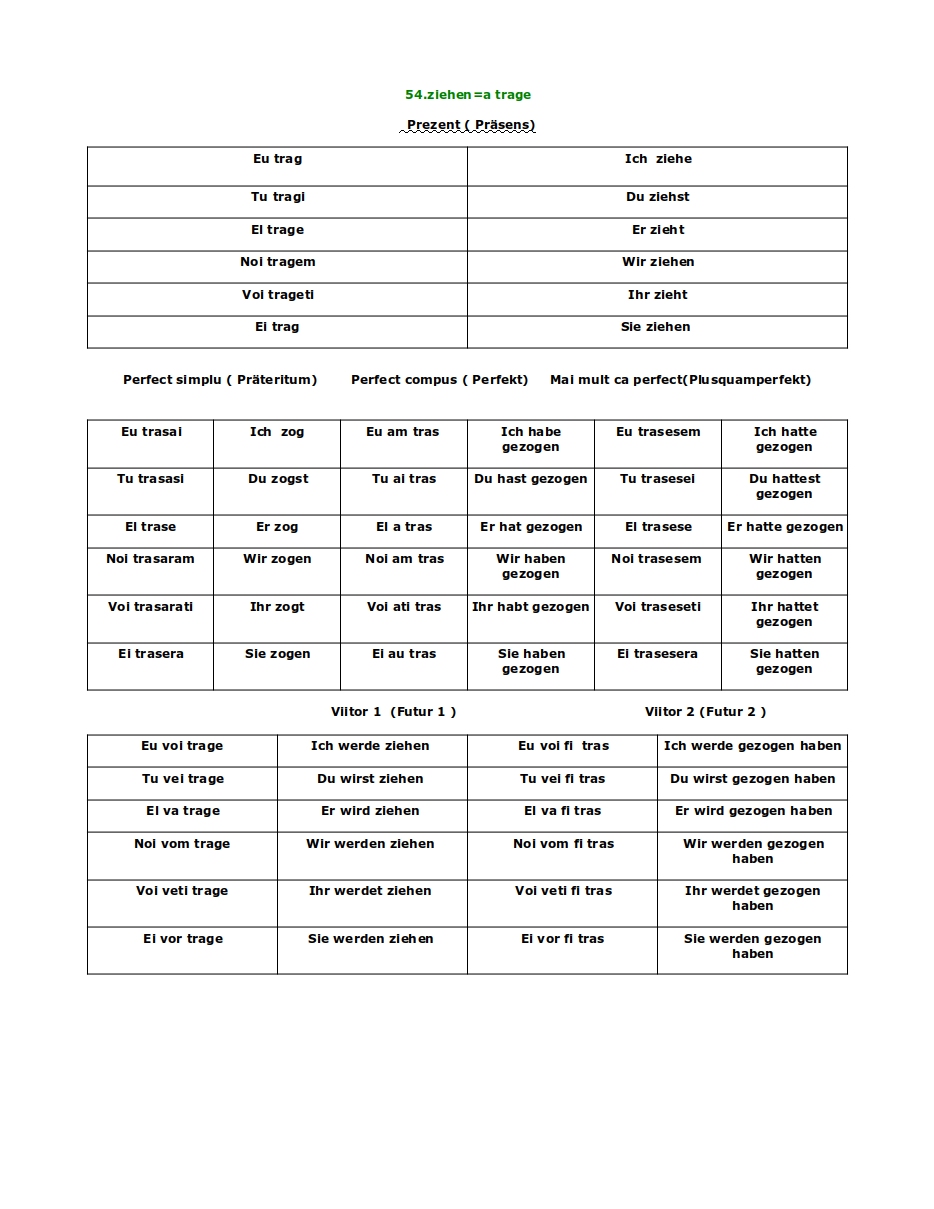 54.ziehen=a trage
Prezent ( Präsens)
Eu trag Ich ziehe
Tu tragi Du ziehst
El trage Er zieht
Noi tragem Wir ziehen
Voi trageti Ihr zieht
Ei trag Sie ziehen
Perfect simplu ( Präteritum) Perfect compus ( Perfekt) Mai mult ca perfect(Plusquamperfekt)
Eu trasai Ich zog Eu am tras Ich habe gezogen Eu trasesem Ich hatte gezogen
Tu trasasi Du zogst Tu ai tras Du hast gezogen Tu trasesei Du hattest gezogen
El trase Er zog El a tras Er hat gezogen El trasese Er hatte gezogen
Noi trasaram Wir zogen Noi am tras Wir haben gezogen Noi trasesem Wir hatten gezogen
Voi trasarati Ihr zogt Voi ati tras Ihr habt gezogen Voi traseseti Ihr hattet gezogen
Ei trasera Sie zogen Ei au tras Sie haben gezogen Ei trasesera Sie hatten gezogen
Viitor 1 (Futur 1 ) Viitor 2 (Futur 2 )
Eu voi trage Ich werde ziehen Eu voi fi tras Ich werde gezogen haben
Tu vei trage Du wirst ziehen Tu vei fi tras Du wirst gezogen haben
El va trage Er wird ziehen El va fi tras Er wird gezogen haben
Noi vom trage Wir werden ziehen Noi vom fi tras Wir werden gezogen haben
Voi veti trage Ihr werdet ziehen Voi veti fi tras Ihr werdet gezogen haben
Ei vor trage Sie werden ziehen Ei vor fi tras Sie werden gezogen haben